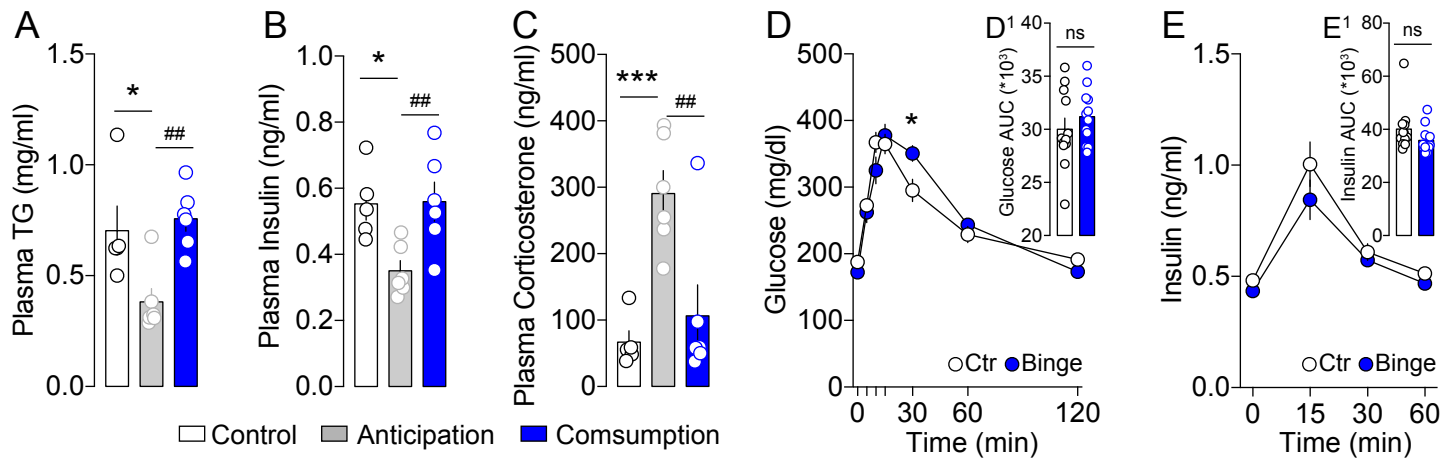 A
Plasma TG (mg/ml)
1.5
1.0
0.5
0.0
*
##
B
Plasma Insulin (ng/ml)
1.0
0.8
0.6
0.4
0.2
0.0
*
##
C
Plasma Corticosterone (ng/ml)
500
400
300
200
100
0
***
##
Control Anticipation Comsumption
D
Glucose (mg/dl)
500
400
300
200
100
0
*
Ctr Binge
0 30 60 120
Time (min)
D1
Glucose AUC (*10³)
40
35
30
25
20
ns
E
Insulin (ng/ml)
1.5
1.0
0.5
0.0
Ctr Binge
0 15 30 60
Time (min)
E1
Insulin AUC (*10³)
80
60
40
20
0
ns